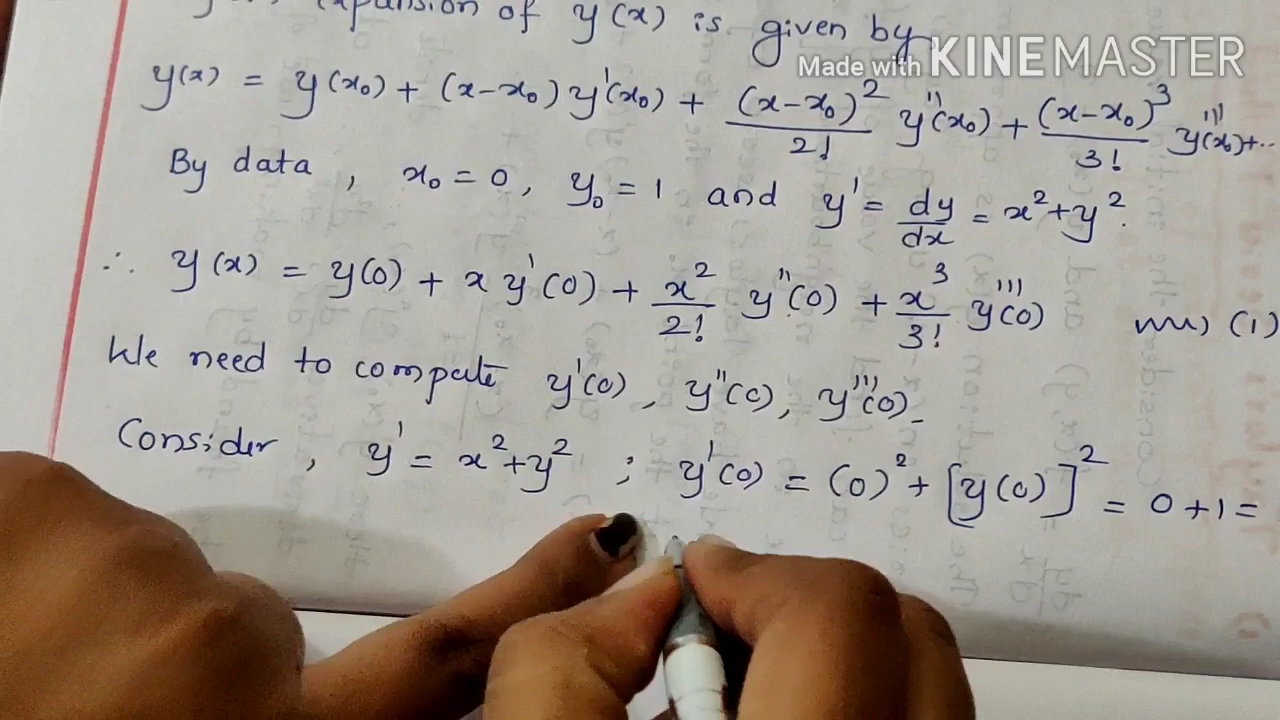 expansion of y(x) is given by
Made with KINEMASTER
y(x) = y(x₀) + (x-x₀) y'(x₀) + (x-x₀)²/2! y''(x₀) + (x-x₀)³/3! y'''(x₀)+...
By data , x₀ = 0, y₀ = 1 and y' = dy/dx = x²+y².
∴ y(x) = y(0) + x y'(0) + x²/2! y''(0) + x³/3! y'''(0) (1)
We need to compute y'(0), y''(0), y'''(0).
Consider , y' = x²+y² ; y'(0) = (0)² + [y(0)]² = 0+1=